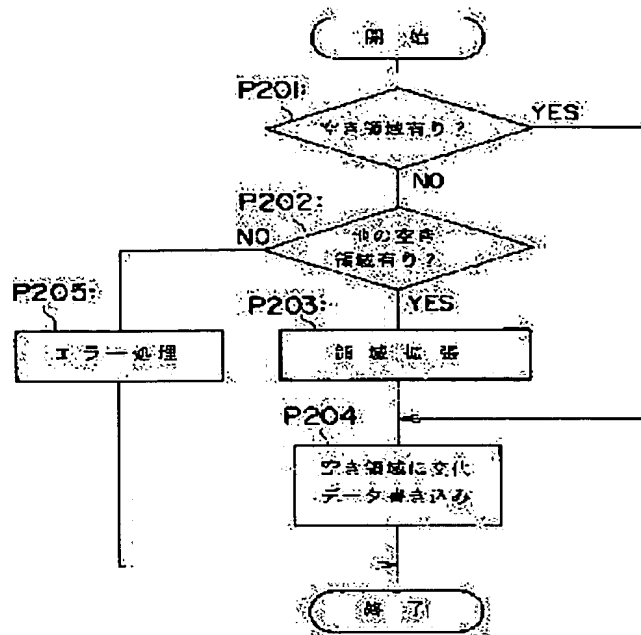 開始
P201:
空き領域有り?
YES
NO
P202:
他の空き
領域有り?
NO
YES
P205:
エラー処理
P203:
領域拡張
P204
空き領域に交代
データ書き込み
終了